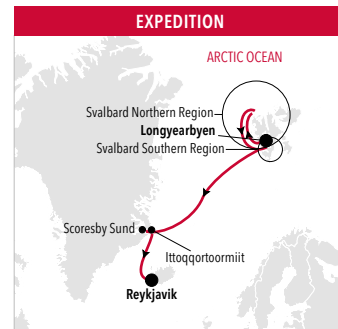 EXPEDITION
ARCTIC OCEAN
Svalbard Northern Region
Longyearbyen
Svalbard Southern Region
Scoresby Sund
Ittoqqortoormiit
Reykjavik